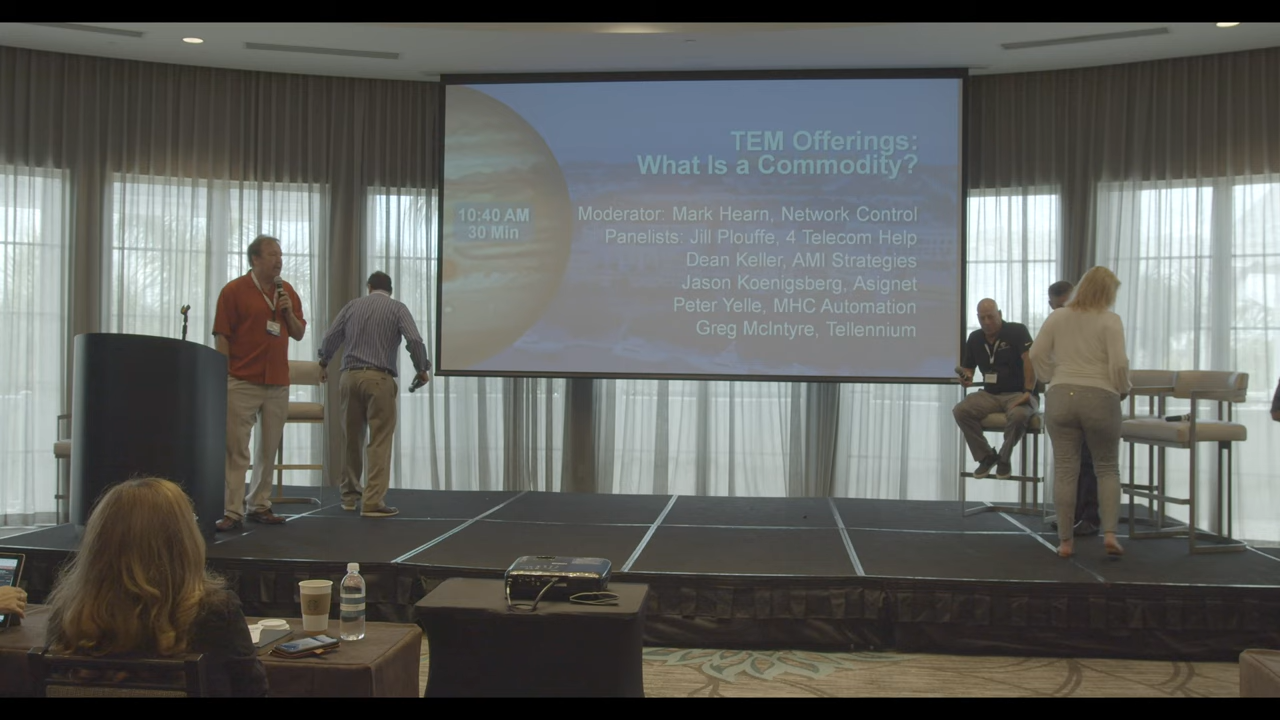 TEM Offerings:
What Is a Commodity?
10:40 AM
30 Min
Moderator: Mark Hearn, Network Control
Panelists: Jill Plouffe, 4 Telecom Help
Dean Keller, AMI Strategies
Jason Koenigsberg, Asignet
Peter Yelle, MHC Automation
Greg McIntyre, Tellennium